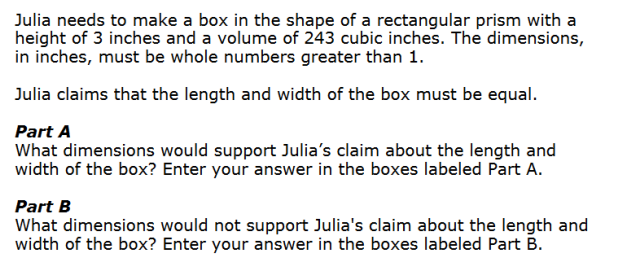 Julia needs to make a box in the shape of a rectangular prism with a
height of 3 inches and a volume of 243 cubic inches. The dimensions,
in inches, must be whole numbers greater than 1.
Julia claims that the length and width of the box must be equal.
Part A
What dimensions would support Julia's claim about the length and
width of the box? Enter your answer in the boxes labeled Part A.
Part B
What dimensions would not support Julia's claim about the length and
width of the box? Enter your answer in the boxes labeled Part B.